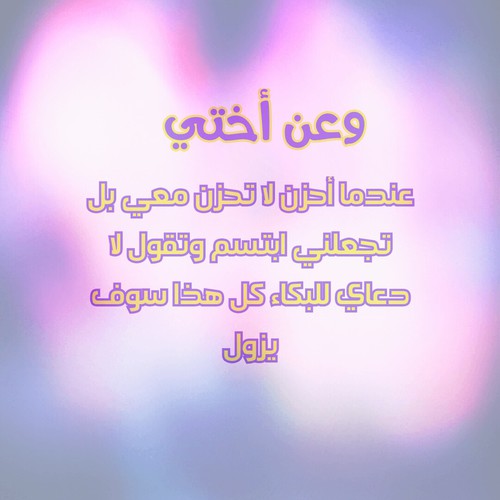 وعن أختي
عندما أحزن لا تحزن معي بل
تجعلني ابتسم وتقول لا
دعاي للبكاء كل هذا سوف
يزول